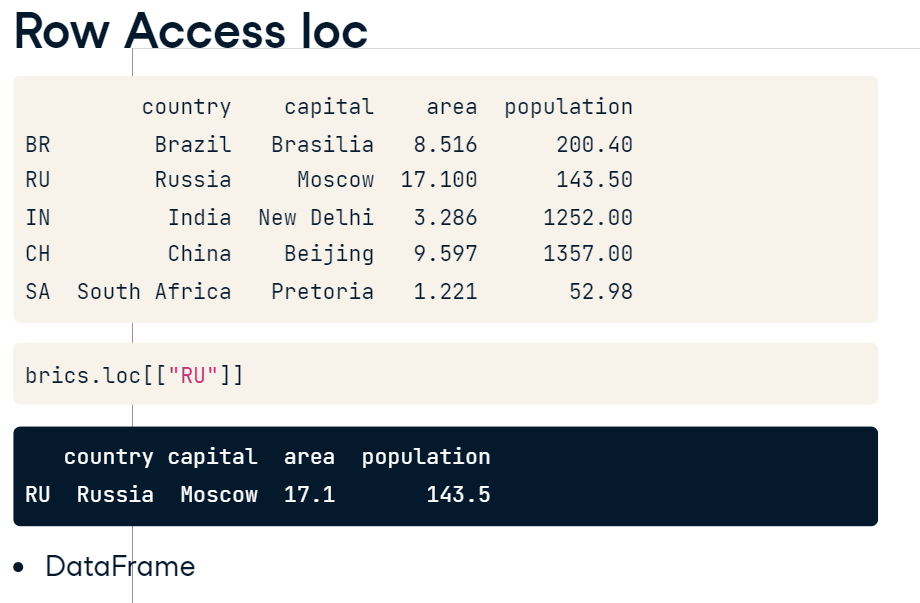 Row Access loc
country capital area population
BR Brazil Brasilia 8.516 200.40
RU Russia Moscow 17.100 143.50
IN India New Delhi 3.286 1252.00
CH China Beijing 9.597 1357.00
SA South Africa Pretoria 1.221 52.98
brics.loc[["RU"]]
country capital area population
RU Russia Moscow 17.1 143.5
• DataFrame